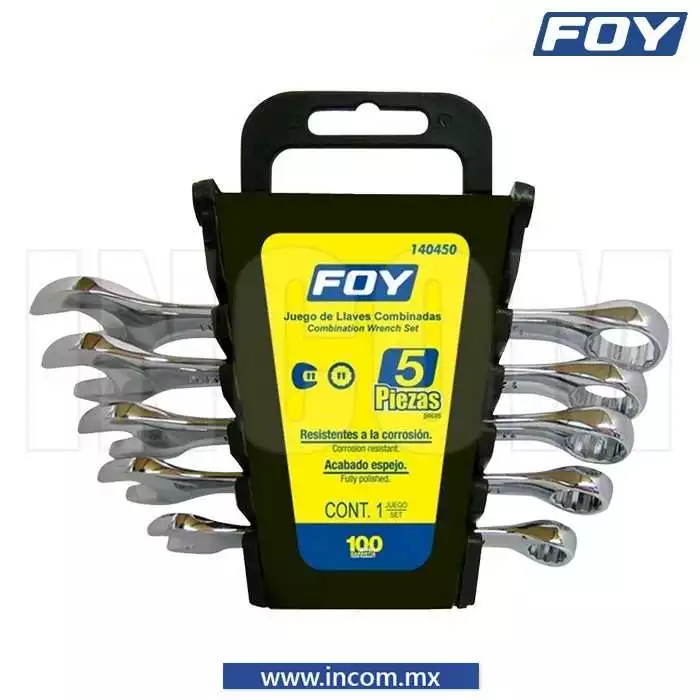 FOY
140450
FOY
Juego de Llaves Combinadas
Combination Wrench Set
5
Piezas
pieces
Resistentes a la corrosión.
Corrosion resistant.
Acabado espejo.
Fully polished.
CONT. 1 JUEGO
SET
100
INCOM
www.incom.mx